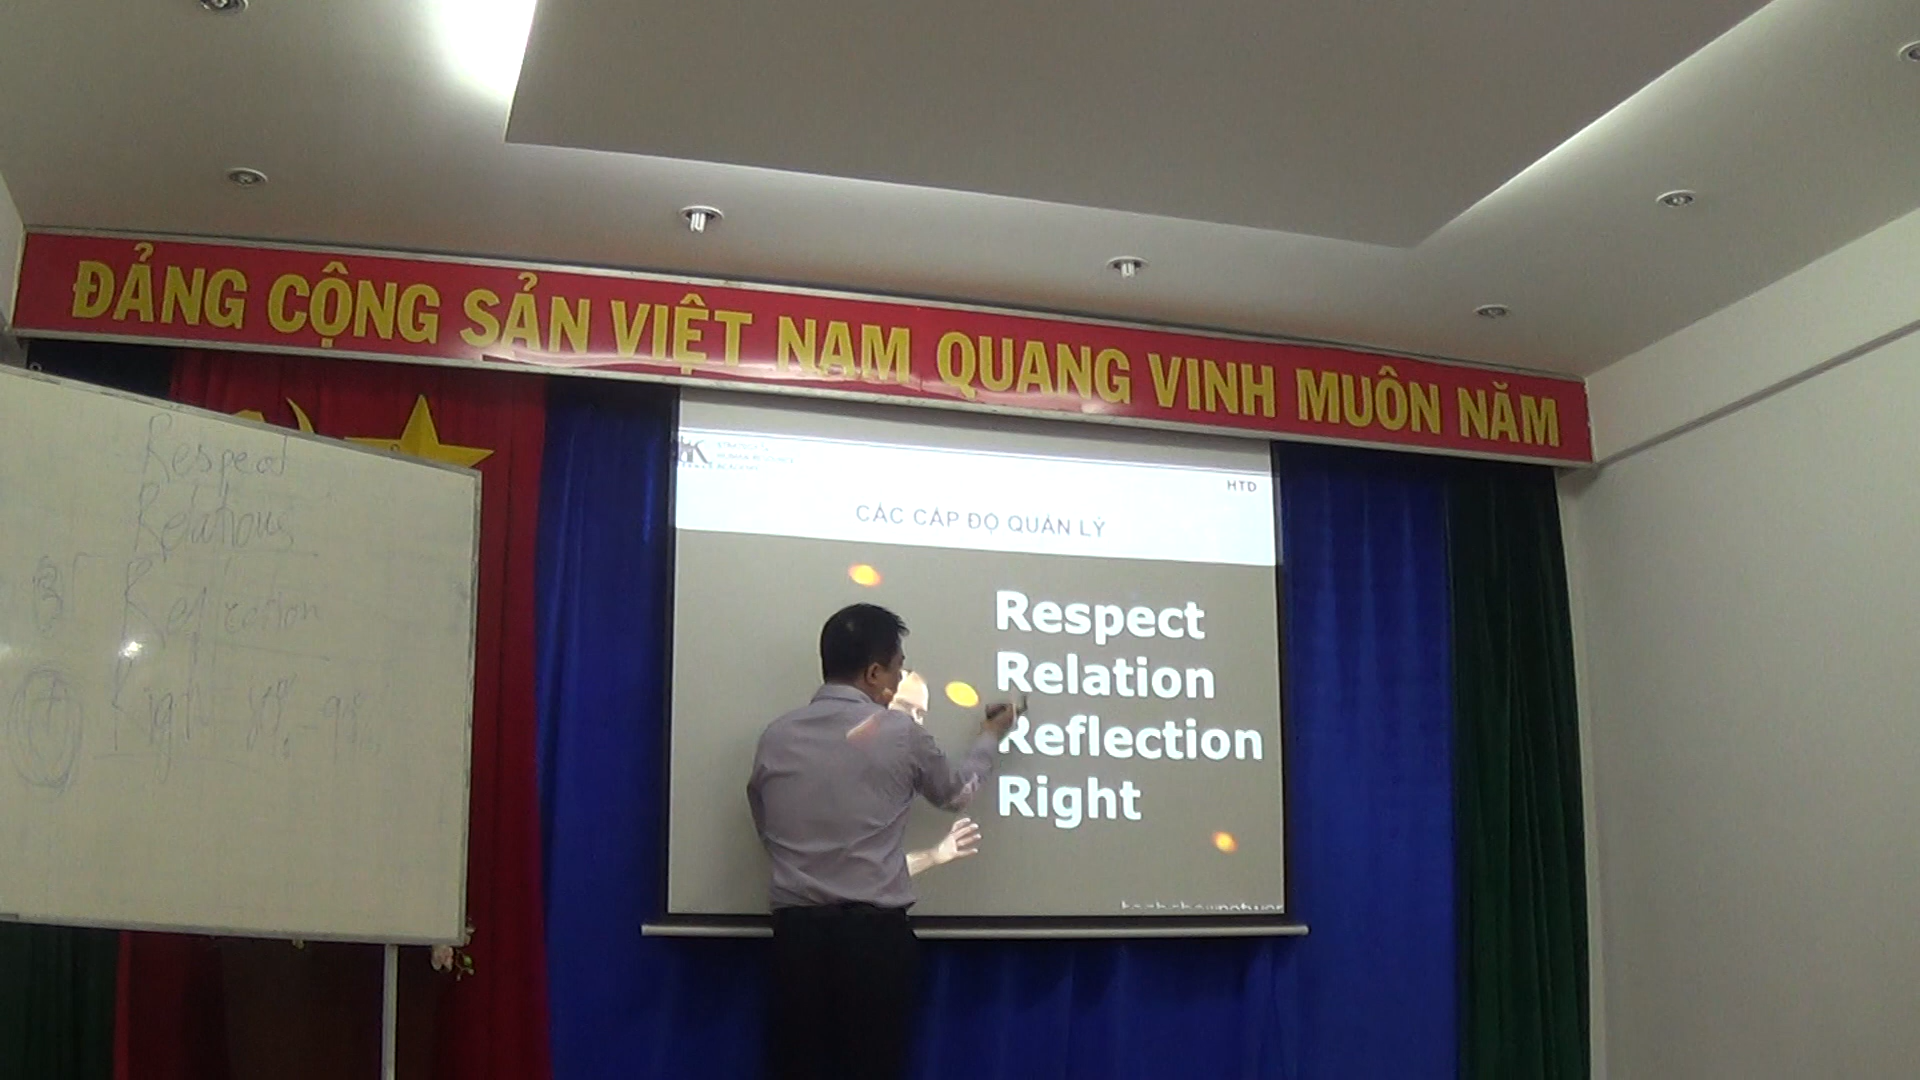 ĐẢNG CỘNG SẢN VIỆT NAM QUANG VINH MUÔN NĂM
HTD
CÁC CẤP ĐỘ QUẢN LÝ
Respect
Relation
Reflection
Right
Respect
Relations
Reflection
Right